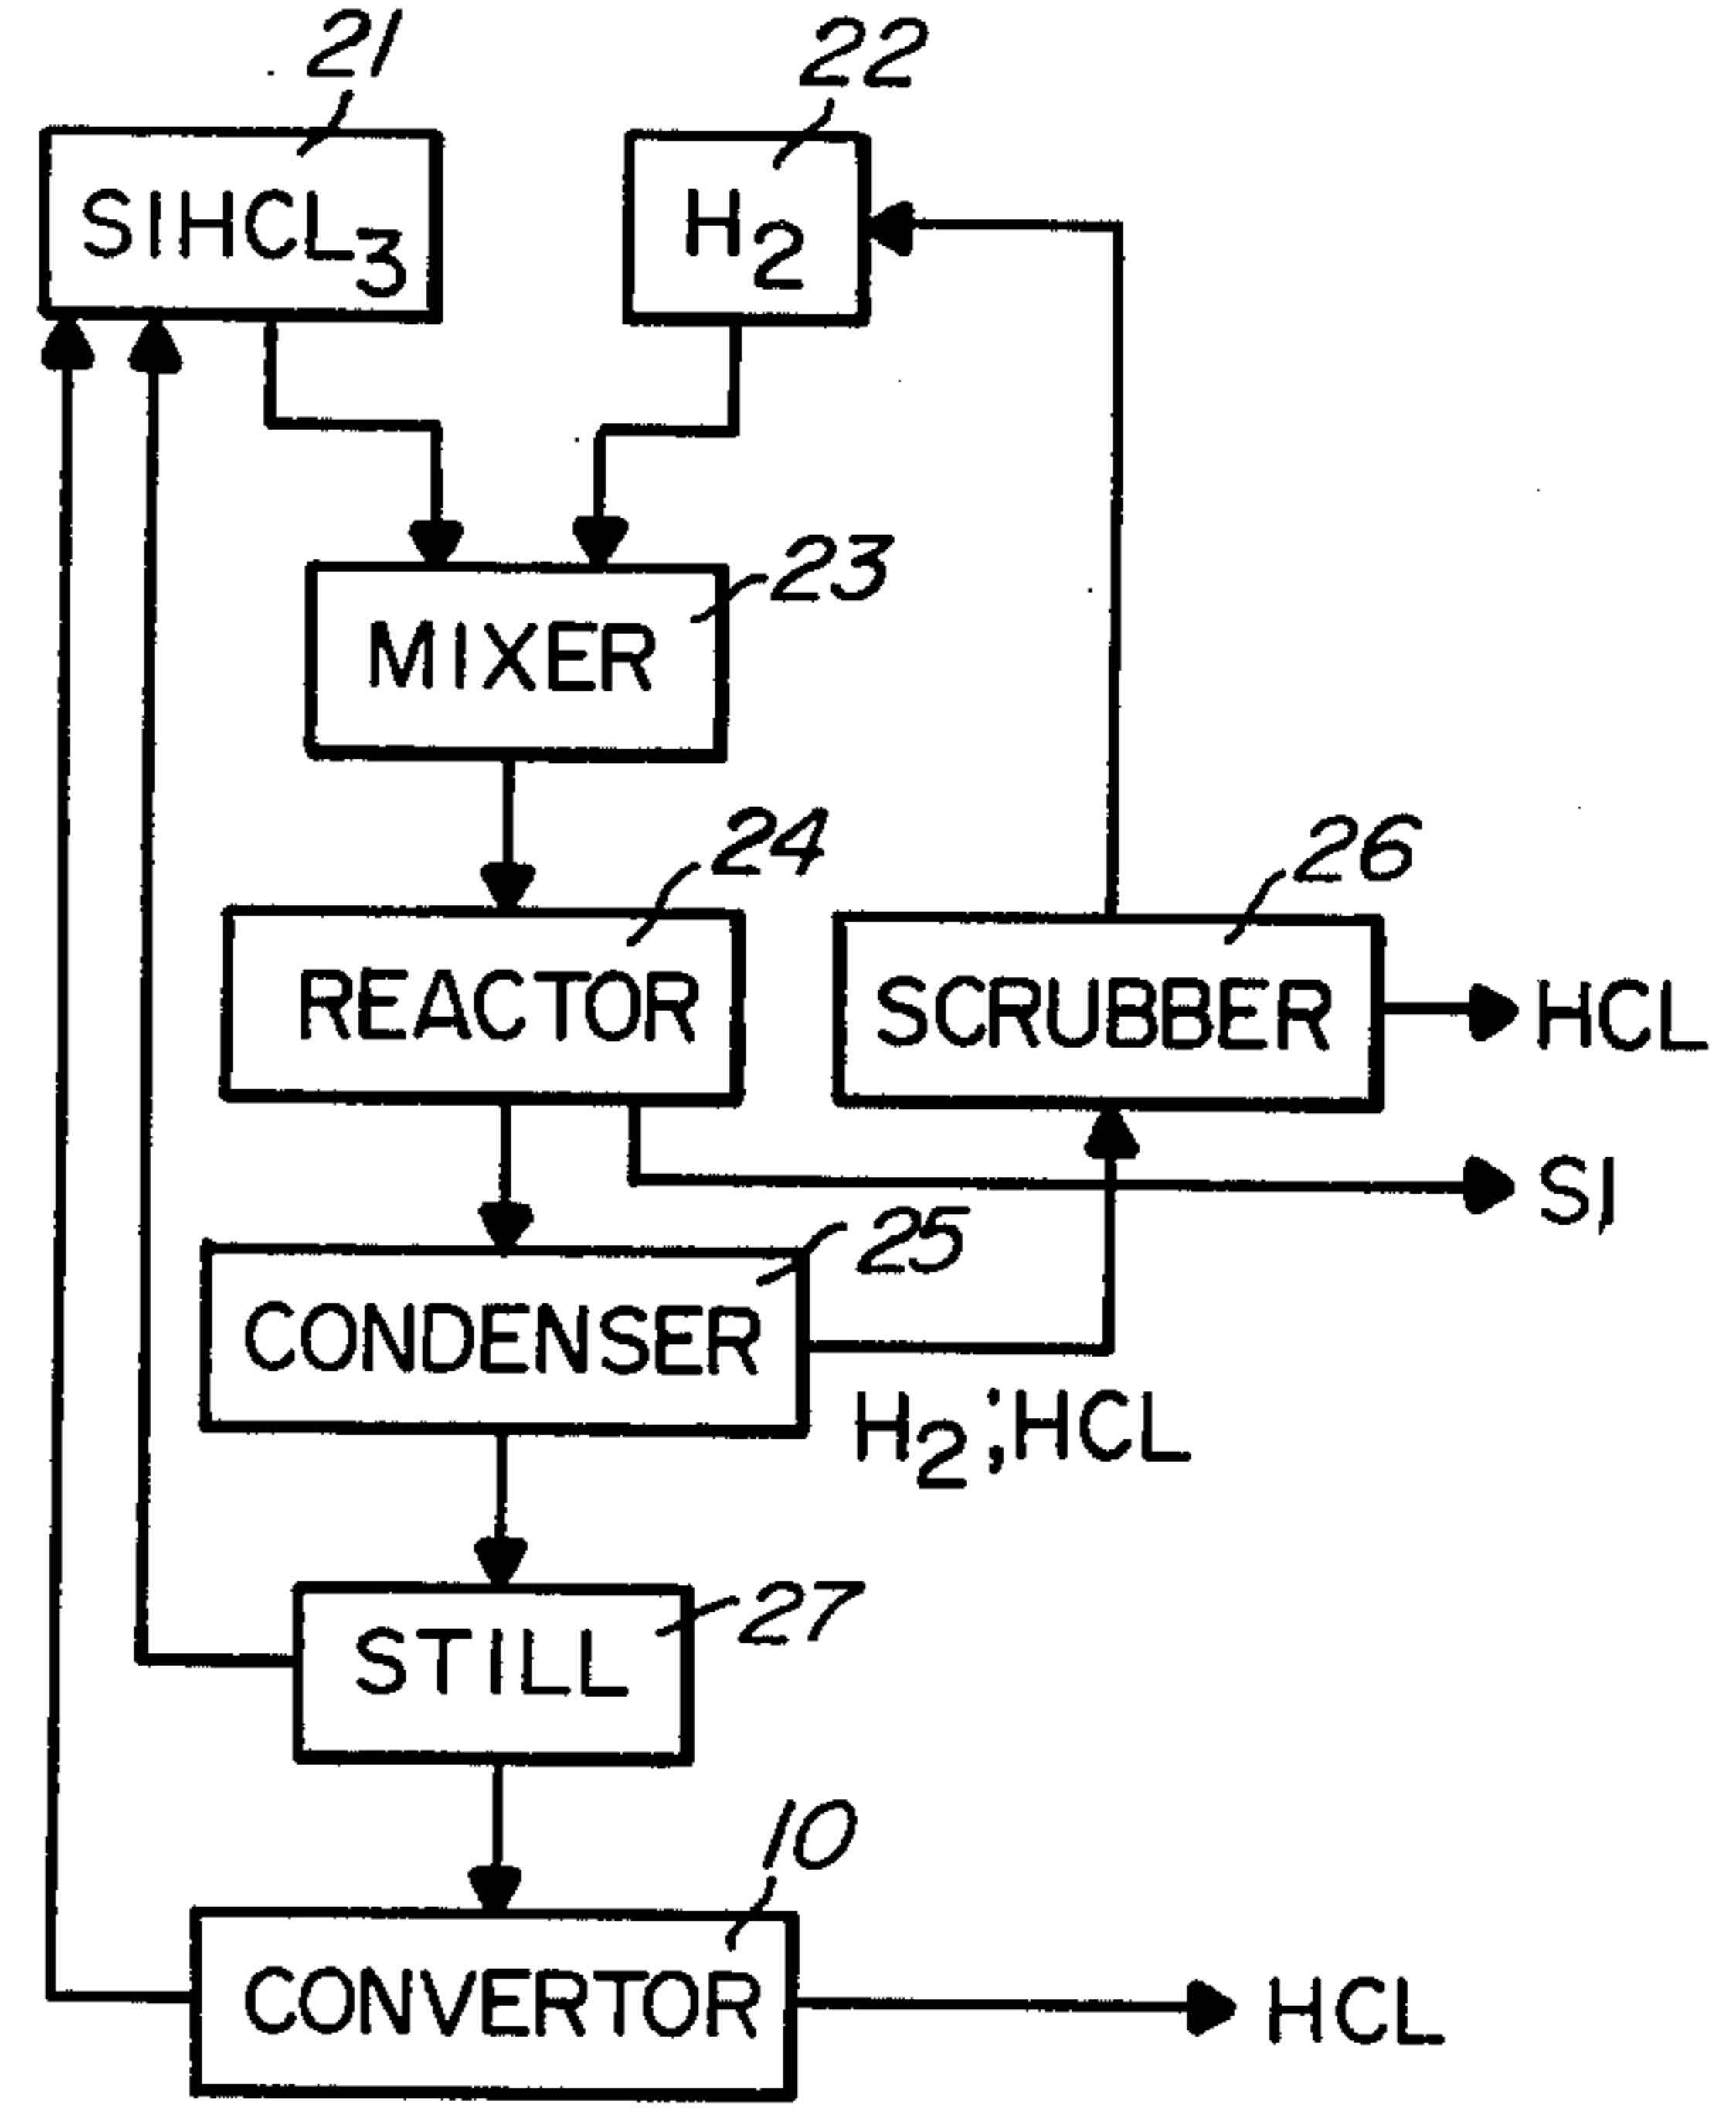 21
22
SIHCL3
H2
23
MIXER
24
26
REACTOR
SCRUBBER
HCL
SI
25
CONDENSER
H2;HCL
27
STILL
10
CONVERTOR
HCL